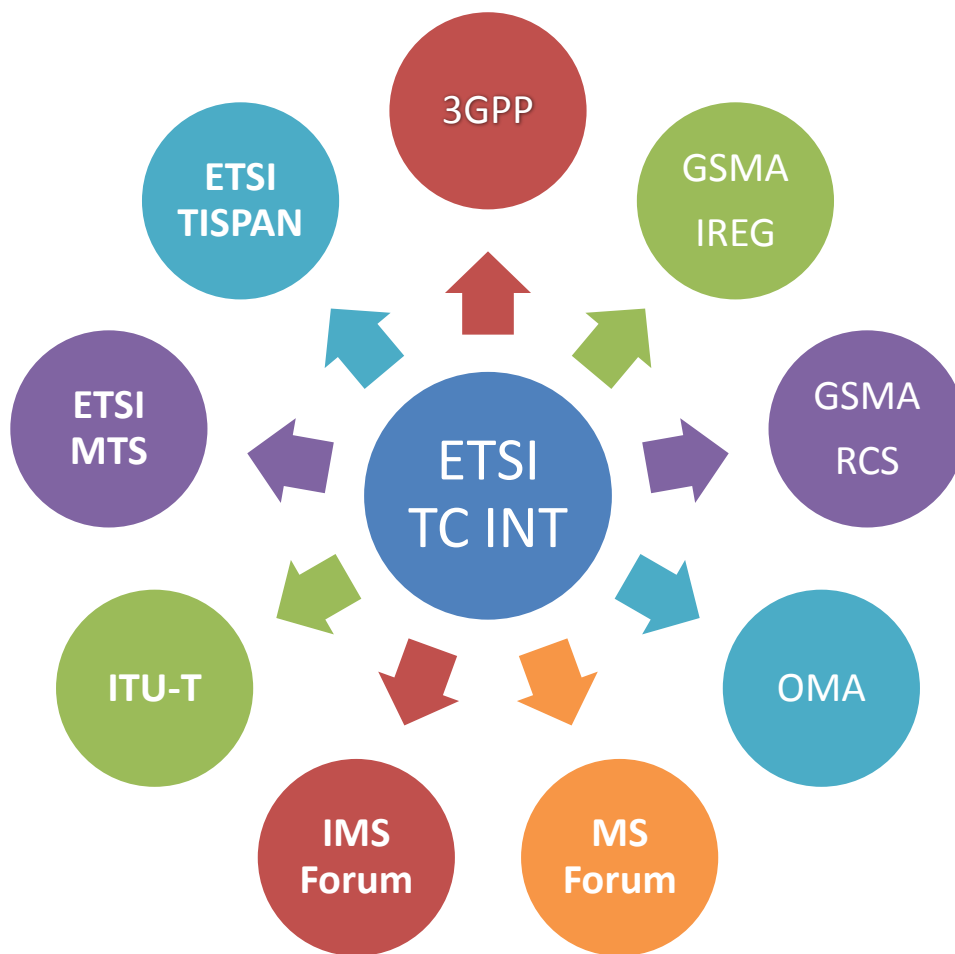 3GPP
GSMA
IREG
GSMA
RCS
OMA
MS
Forum
IMS
Forum
ITU-T
ETSI
MTS
ETSI
TISPAN
ETSI
TC INT